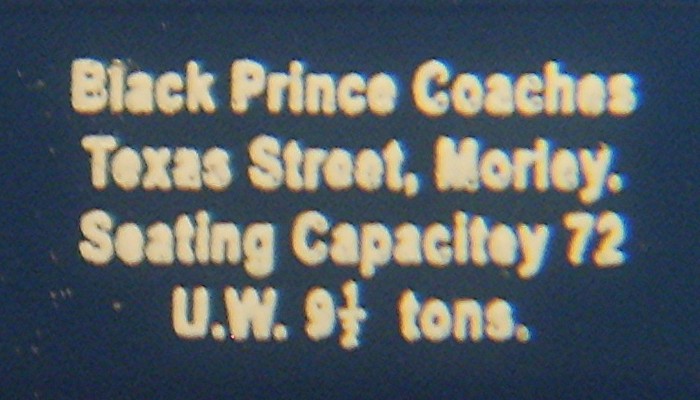 Black Prince Coaches
Texas Street, Morley.
Seating Capacitey 72
U.W. 9½ tons.